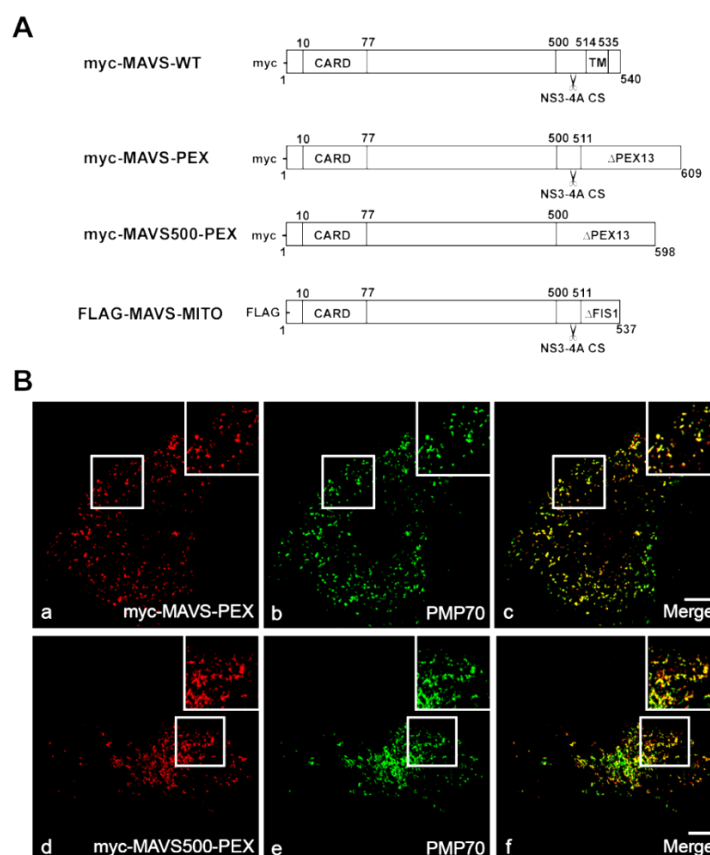 A
10 77 500 514 535
myc-MAVS-WT myc CARD TM
1 540
NS3-4A CS
10 77 500 511
myc-MAVS-PEX myc CARD ΔPEX13
1 609
NS3-4A CS
10 77 500
myc-MAVS500-PEX myc CARD ΔPEX13
1 598
10 77 500 511
FLAG-MAVS-MITO FLAG CARD ΔFIS1
1 537
NS3-4A CS
B
a myc-MAVS-PEX b PMP70 c Merge
d myc-MAVS500-PEX e PMP70 f Merge